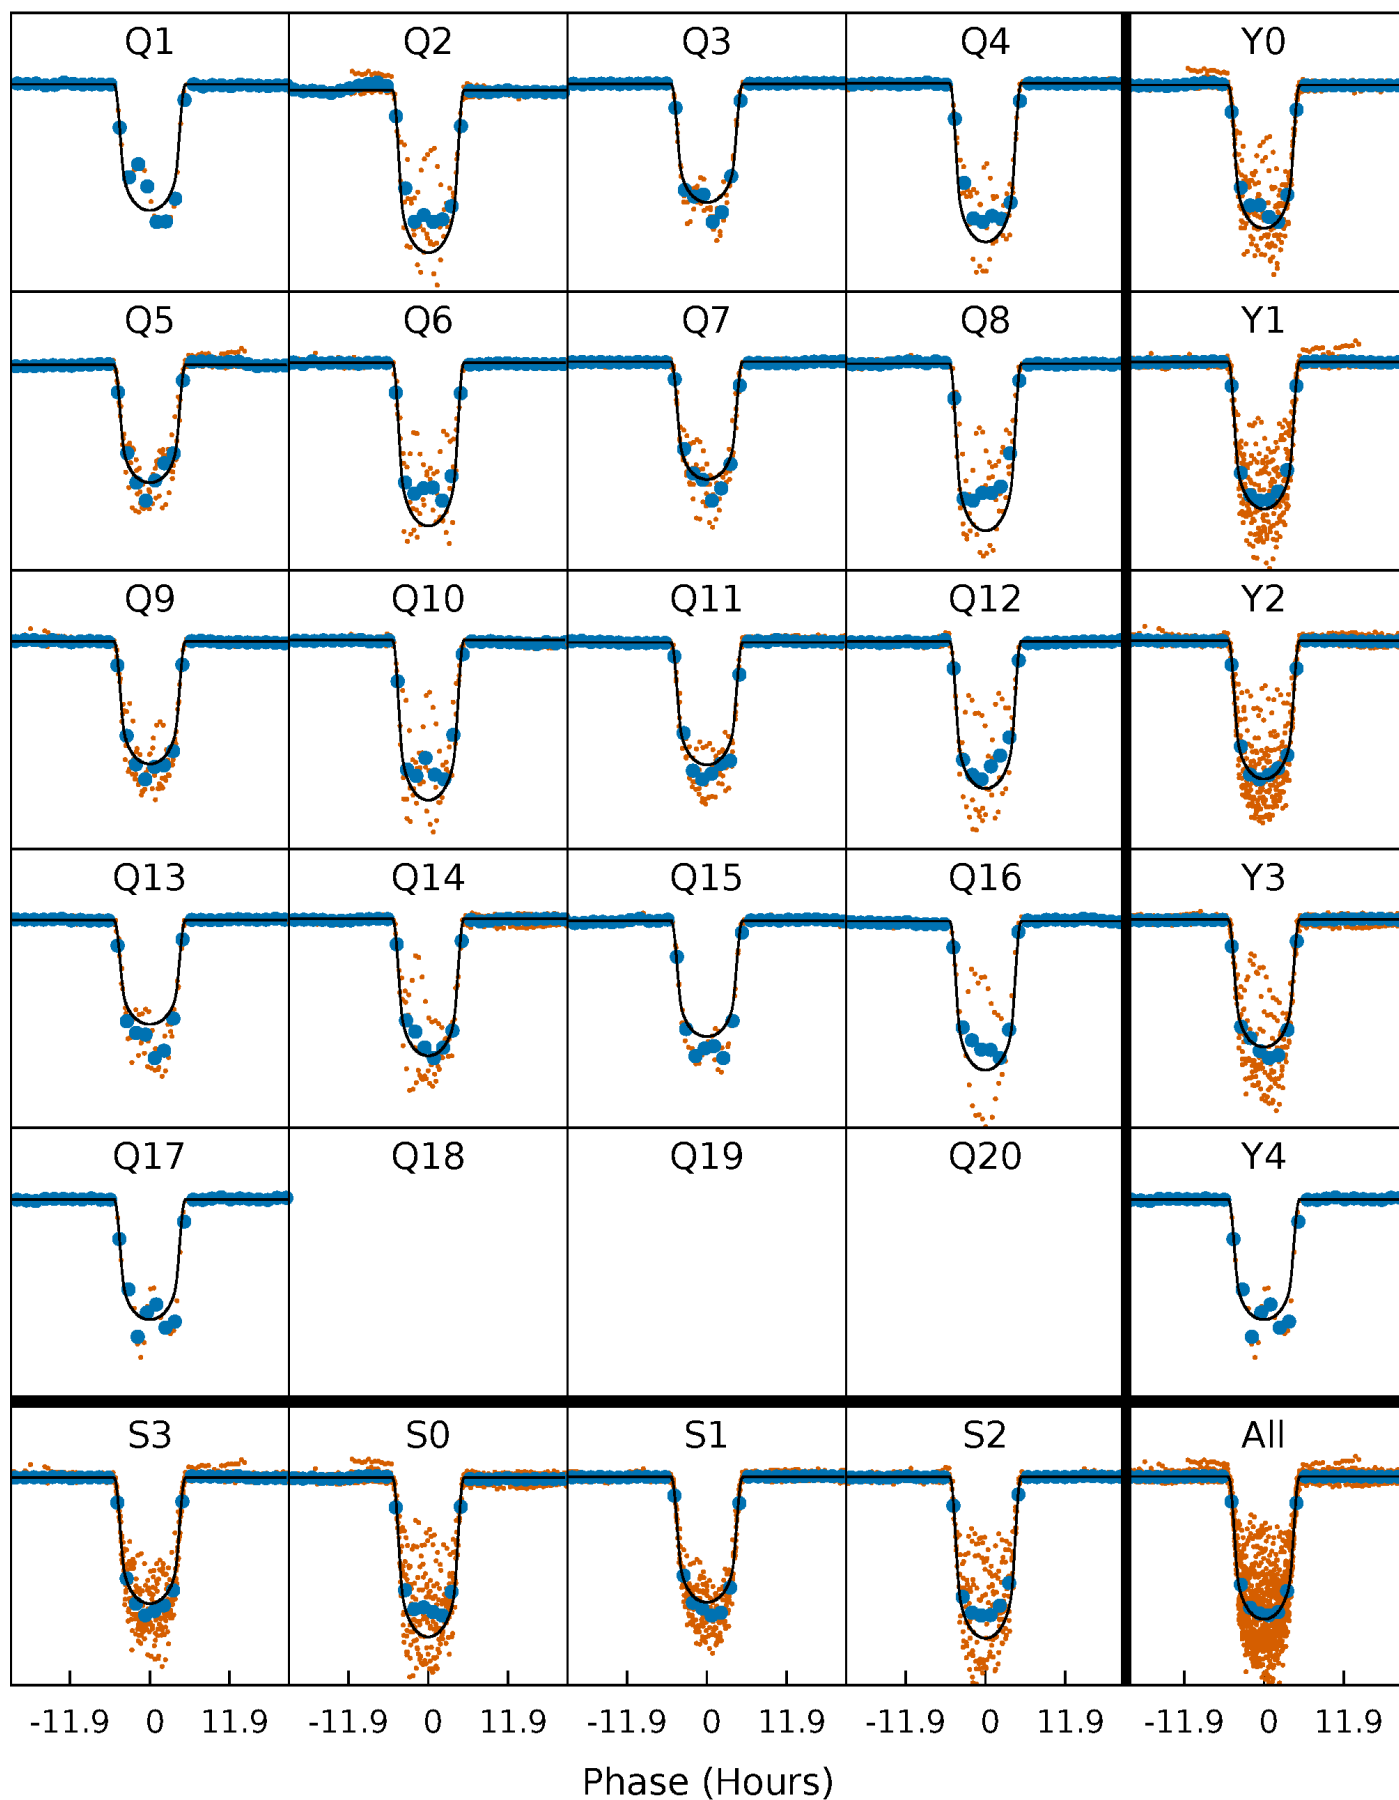 Q1 Q2 Q3 Q4 Y0
Q5 Q6 Q7 Q8 Y1
Q9 Q10 Q11 Q12 Y2
Q13 Q14 Q15 Q16 Y3
Q17 Q18 Q19 Q20 Y4
S3 S0 S1 S2 All
-11.9 0 11.9 -11.9 0 11.9 -11.9 0 11.9 -11.9 0 11.9 -11.9 0 11.9
Phase (Hours)